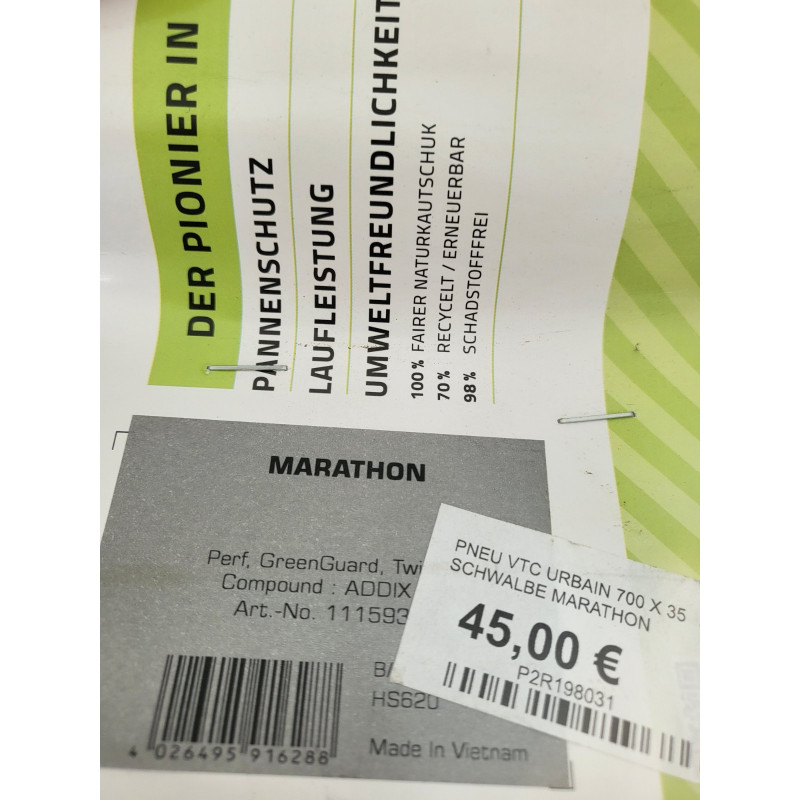 DER PIONIER IN
PANNENSCHUTZ
LAUFLEISTUNG
UMWELTFREUNDLICHKEIT
100% FAIRER NATURKAUTSCHUK
70% RECYCELT / ERNEUERBAR
98% SCHADSTOFFFREI
MARATHON
Perf, GreenGuard,
Compound : ADDIX
Art.-No. 111593
HS620
Made In Vietnam
4 026495 916288
PNEU VTC URBAIN 700 X 35
SCHWALBE MARATHON
45,00 €
P2R198031